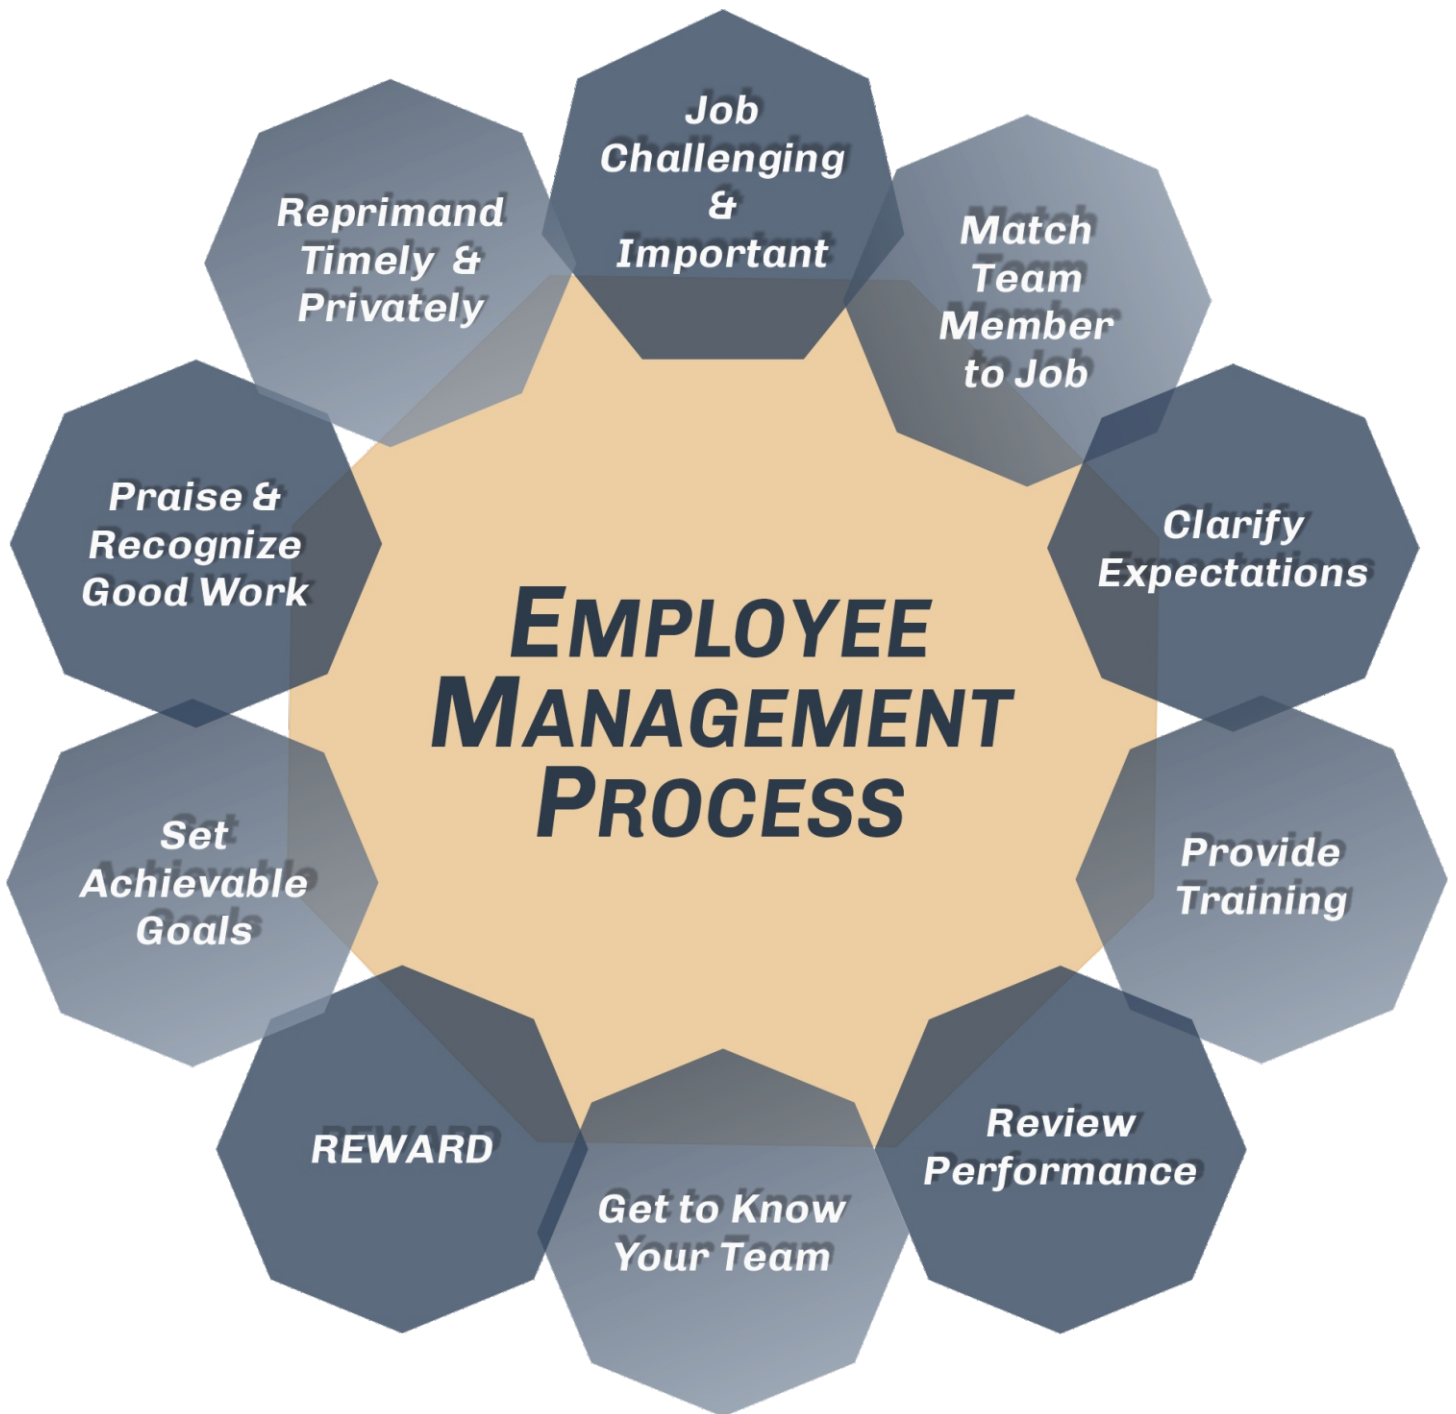 Job
Challenging
&
Important
Match
Team
Member
to Job
Clarify
Expectations
Provide
Training
Review
Performance
Get to Know
Your Team
REWARD
Set
Achievable
Goals
Praise &
Recognize
Good Work
Reprimand
Timely &
Privately
EMPLOYEE
MANAGEMENT
PROCESS